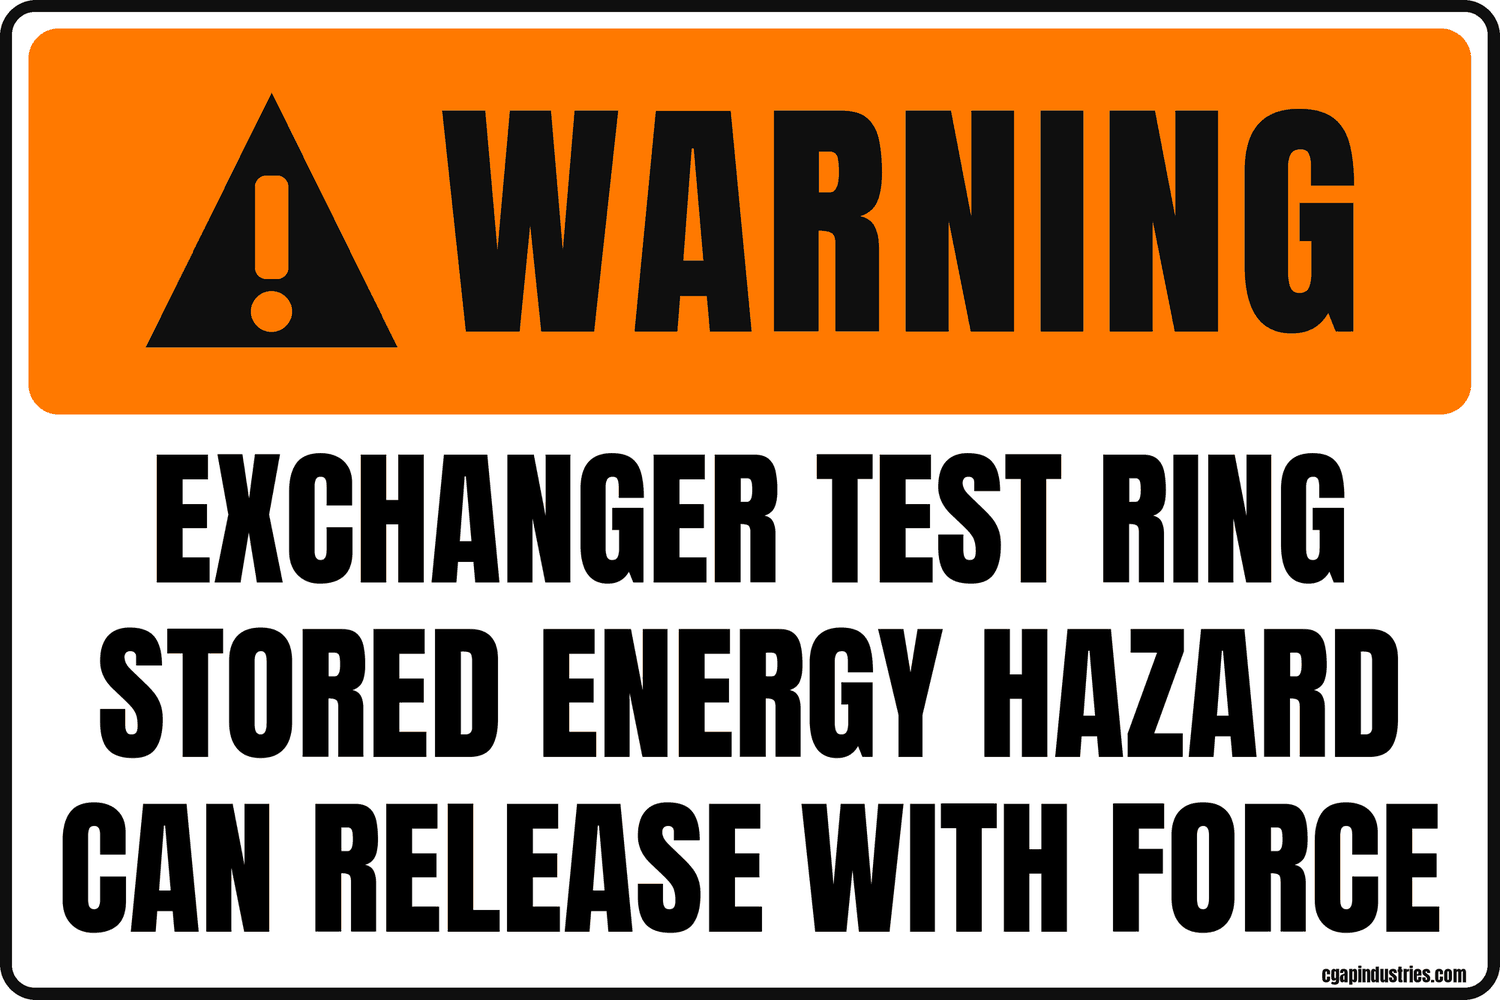 WARNING
EXCHANGER TEST RING
STORED ENERGY HAZARD
CAN RELEASE WITH FORCE
cgapindustries.com